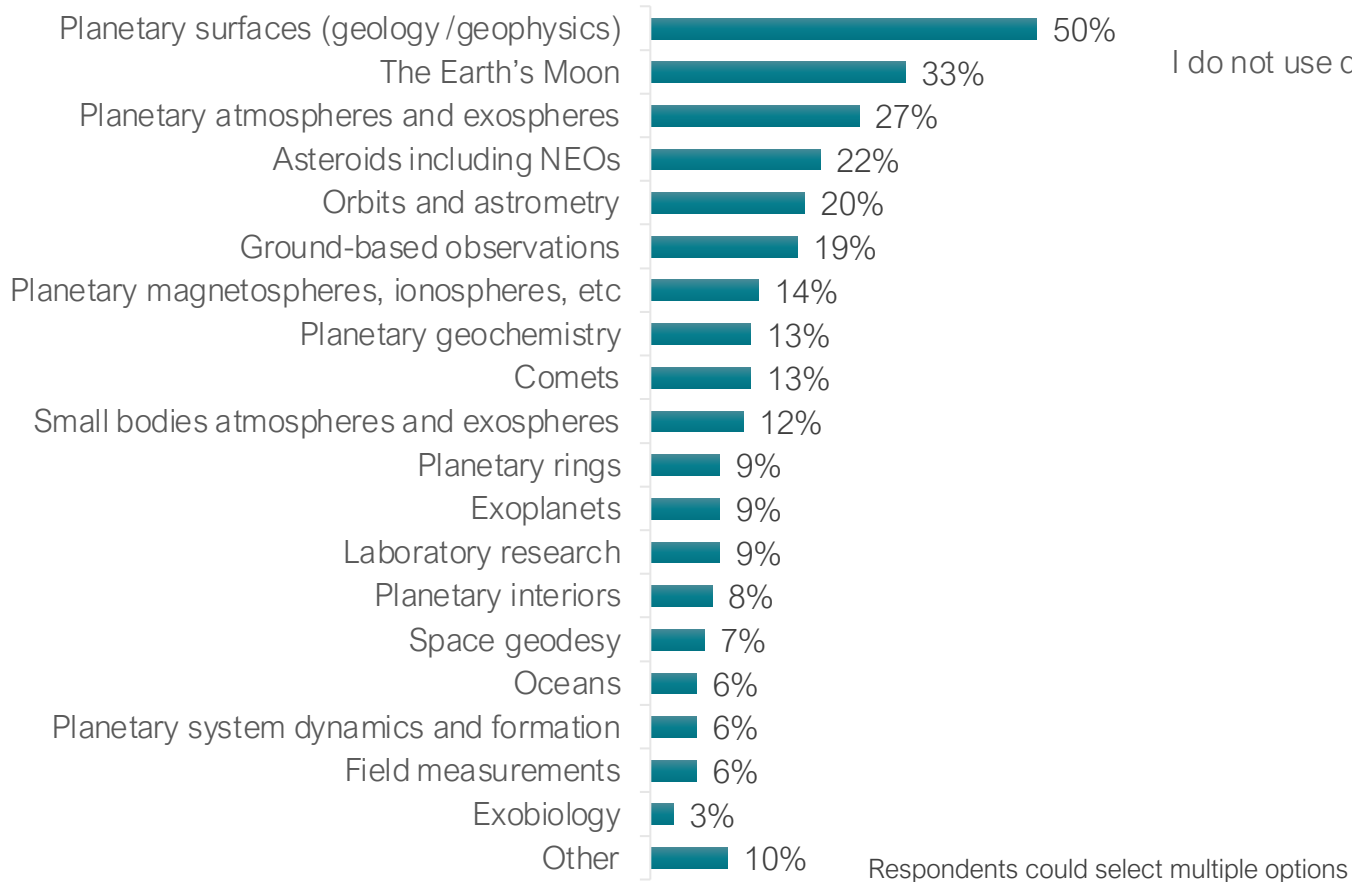 Planetary surfaces (geology/geophysics) 50%
I do not use
The Earth's Moon 33%
Planetary atmospheres and exospheres 27%
Asteroids including NEOs 22%
Orbits and astrometry 20%
Ground-based observations 19%
Planetary magnetospheres, ionospheres, etc 14%
Planetary geochemistry 13%
Comets 13%
Small bodies atmospheres and exospheres 12%
Planetary rings 9%
Exoplanets 9%
Laboratory research 9%
Planetary interiors 8%
Space geodesy 7%
Oceans 6%
Planetary system dynamics and formation 6%
Field measurements 6%
Exobiology 3%
Other 10%
Respondents could select multiple options